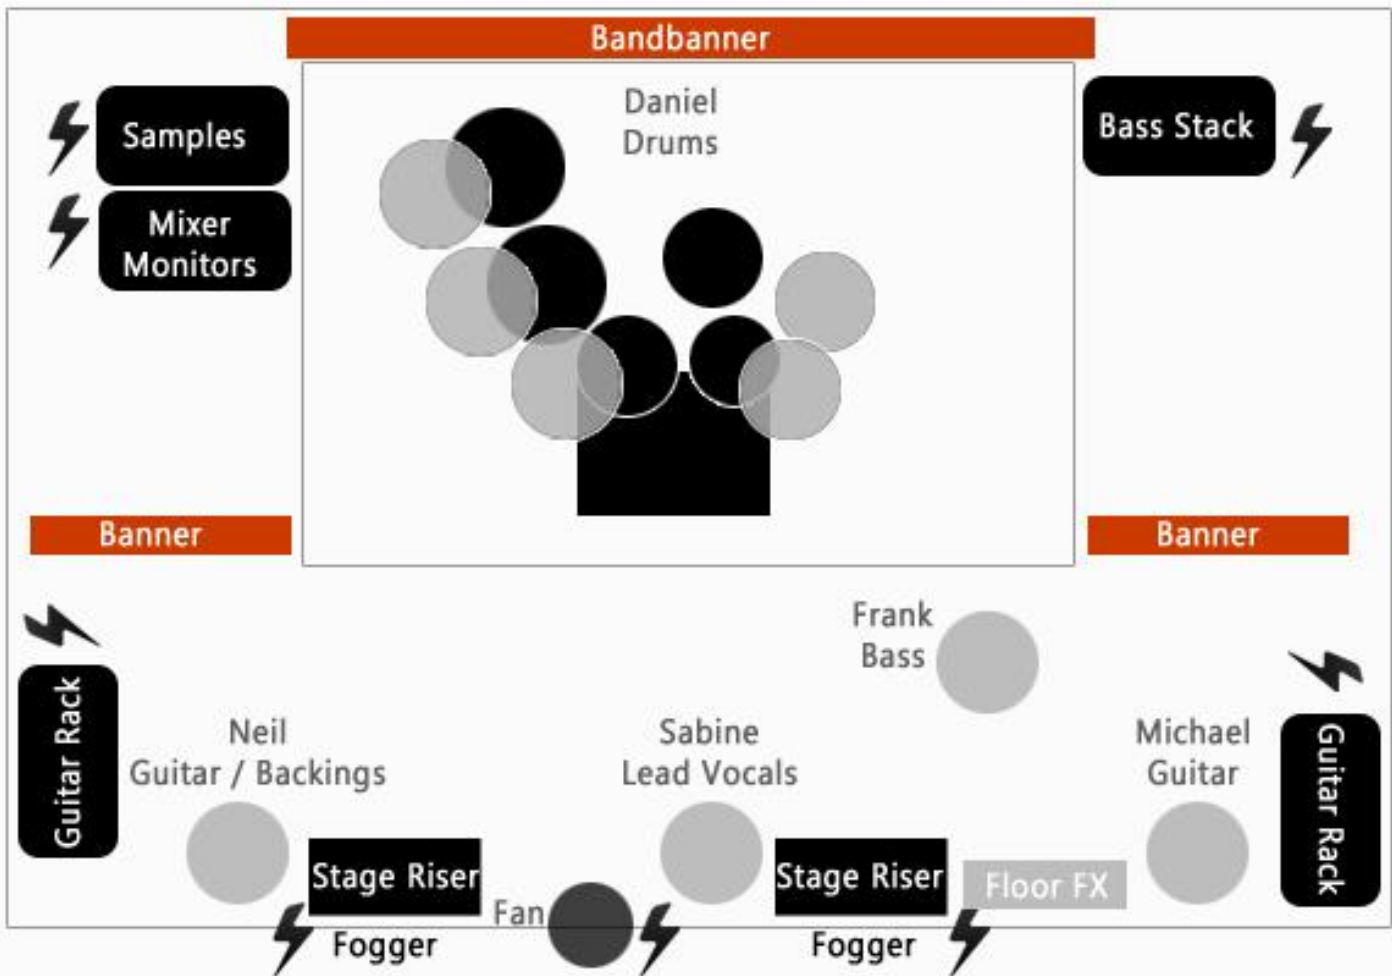 Bandbanner
Daniel
Drums
Samples
Bass Stack
Mixer
Monitors
Banner
Banner
Frank
Bass
Guitar Rack
Neil
Guitar / Backings
Sabine
Lead Vocals
Michael
Guitar
Guitar Rack
Stage Riser
Stage Riser
Floor FX
Fan
Fogger
Fogger